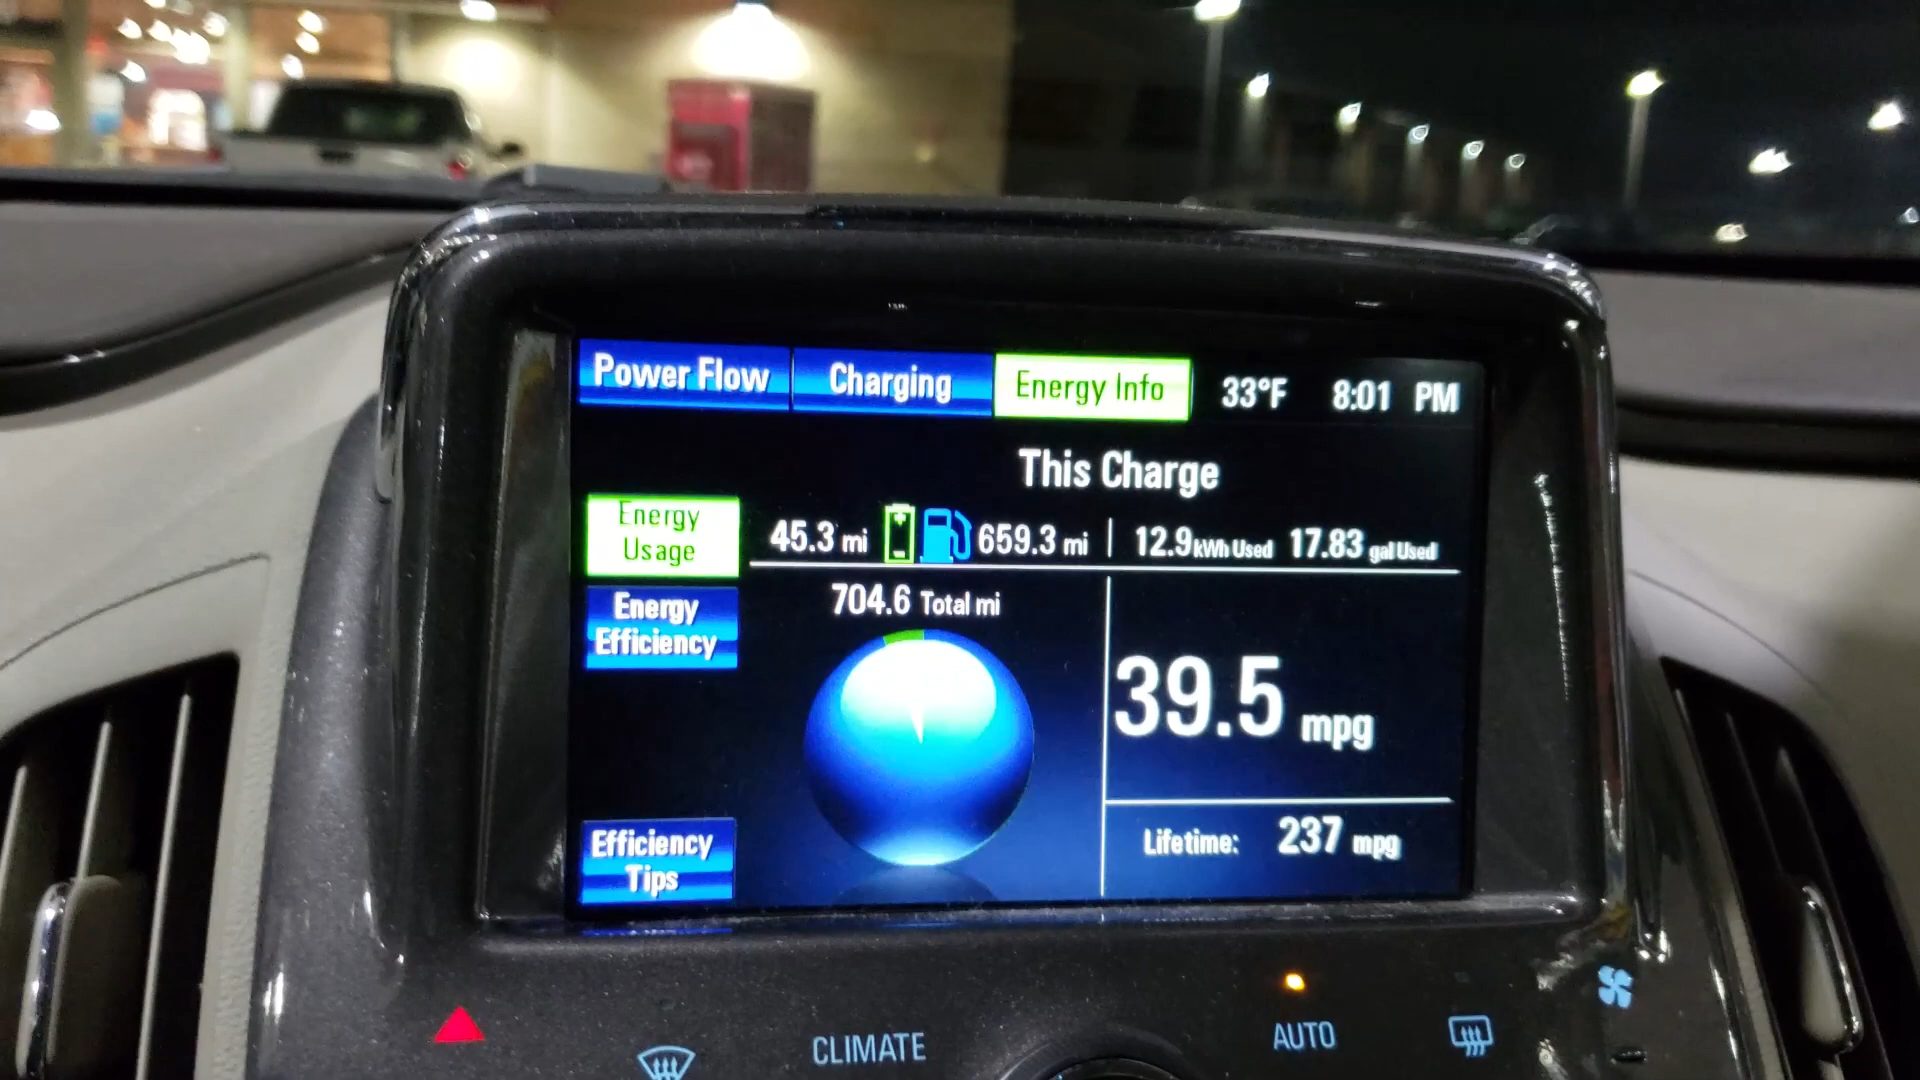 Power Flow Charging Energy Info 33°F 8:01 PM
This Charge
Energy
Usage
45.3 mi 659.3 mi 12.9 kWh Used 17.83 gal Used
704.6 Total mi
Energy
Efficiency
39.5 mpg
Lifetime: 237 mpg
Efficiency
Tips
CLIMATE AUTO